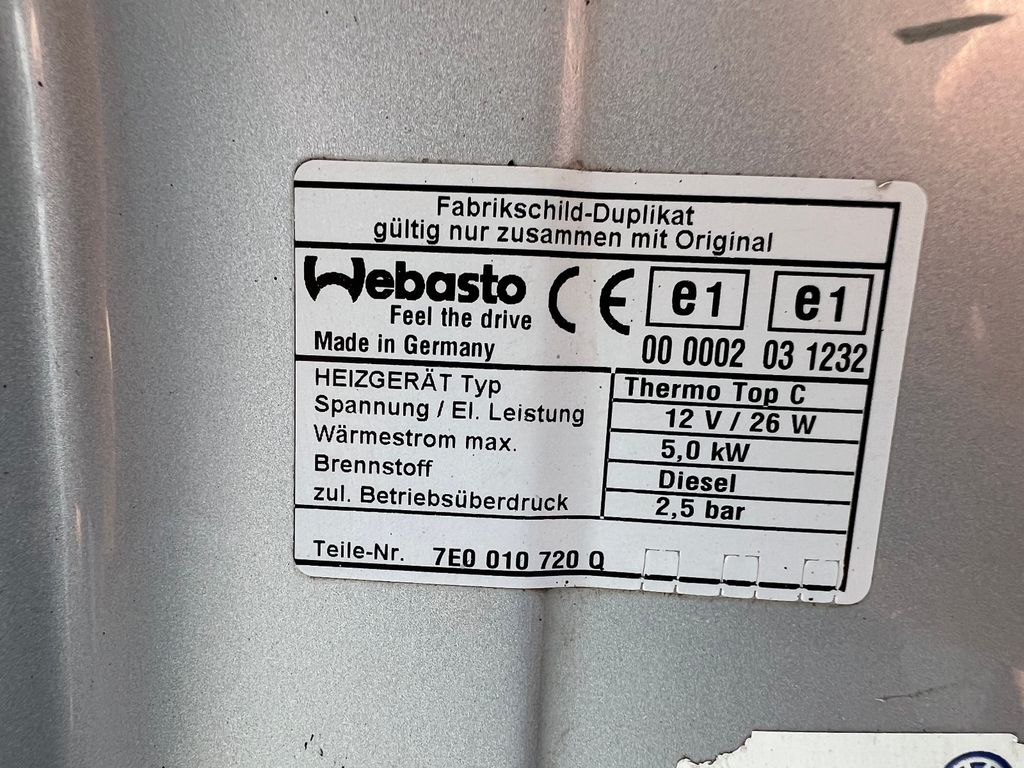 Fabrikschild-Duplikat
gültig nur zusammen mit Original
Webasto CE e1 e1
Feel the drive
Made in Germany 00 0002 03 1232
HEIZGERÄT Typ Thermo Top C
Spannung / El. Leistung 12 V / 26 W
Wärmestrom max. 5,0 kW
Brennstoff Diesel
zul. Betriebsüberdruck 2,5 bar
Teile-Nr. 7E0 010 720 Q